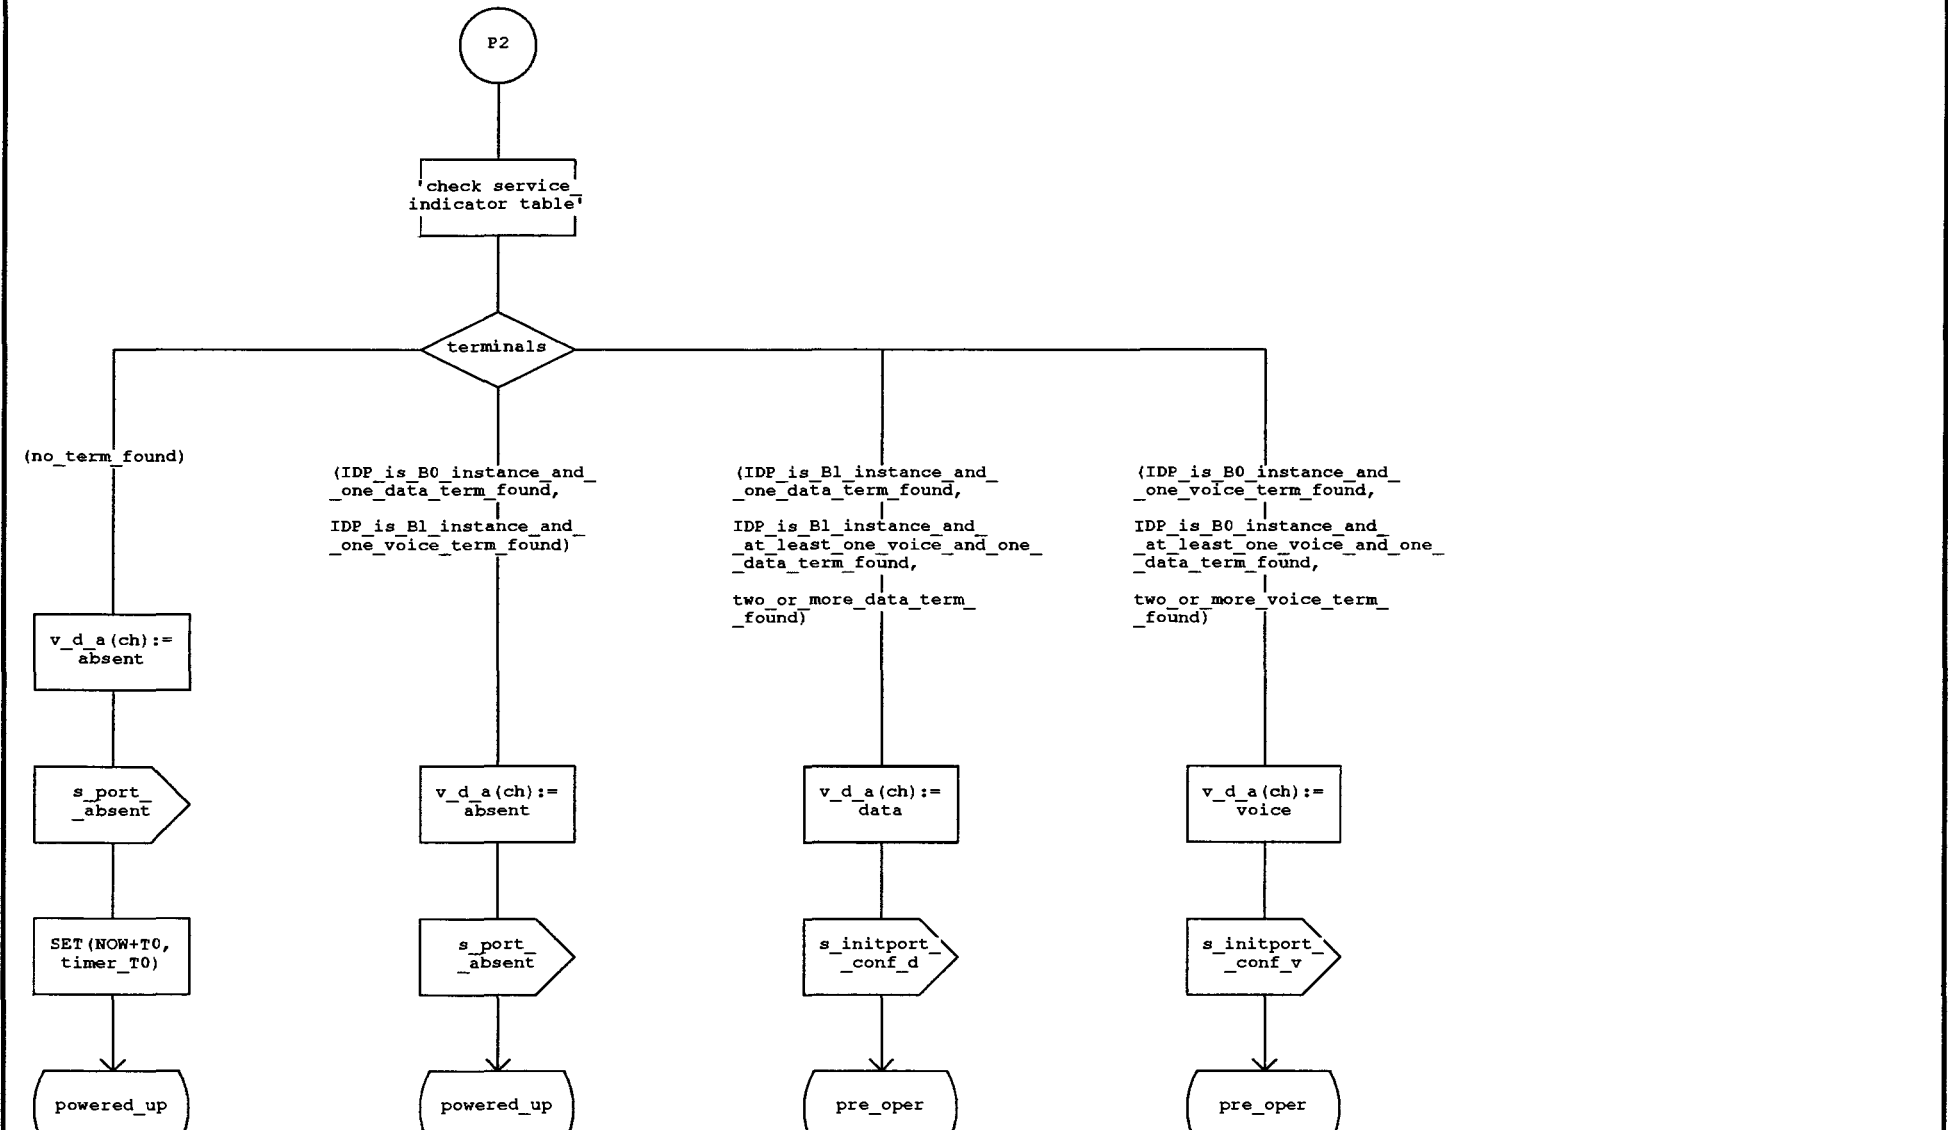 P2
'check service_
indicator table'
terminals
(no_term_found)
(IDP_is_B0_instance_and_
_one_data_term_found,
IDP_is_B1_instance_and_
_one_voice_term_found)
(IDP_is_B1_instance_and_
_one_data_term_found,
IDP_is_B1_instance_and_
_at_least_one_voice_and_one_
_data_term_found,
two_or_more_data_term_
_found)
(IDP_is_B0_instance_and_
_one_voice_term_found,
IDP_is_B0_instance_and_
_at_least_one_voice_and_one_
_data_term_found,
two_or_more_voice_term_
_found)
v_d_a(ch):=
absent
s_port_
_absent
SET(NOW+T0,
timer_T0)
powered_up
v_d_a(ch):=
absent
s_port_
_absent
powered_up
v_d_a(ch):=
data
s_initport_
_conf_d
pre_oper
v_d_a(ch):=
voice
s_initport_
_conf_v
pre_oper